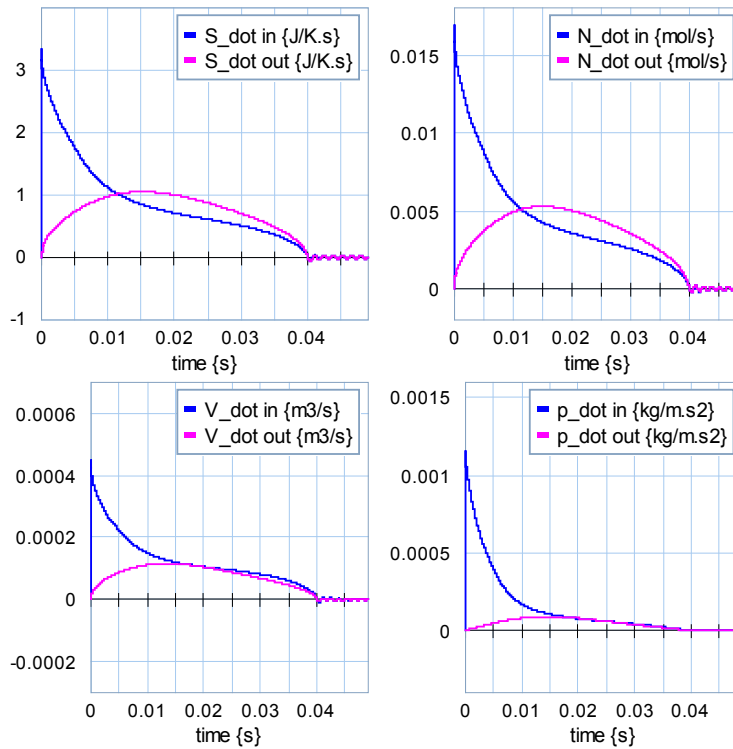 S_dot in {J/K.s}
S_dot out {J/K.s}
3
2
1
0
-1
0 0.01 0.02 0.03 0.04
time {s}
N_dot in {mol/s}
N_dot out {mol/s}
0.015
0.01
0.005
0
0 0.01 0.02 0.03 0.04
time {s}
V_dot in {m3/s}
V_dot out {m3/s}
0.0006
0.0004
0.0002
0
-0.0002
0 0.01 0.02 0.03 0.04
time {s}
p_dot in {kg/m.s2}
p_dot out {kg/m.s2}
0.0015
0.001
0.0005
0
0 0.01 0.02 0.03 0.04
time {s}